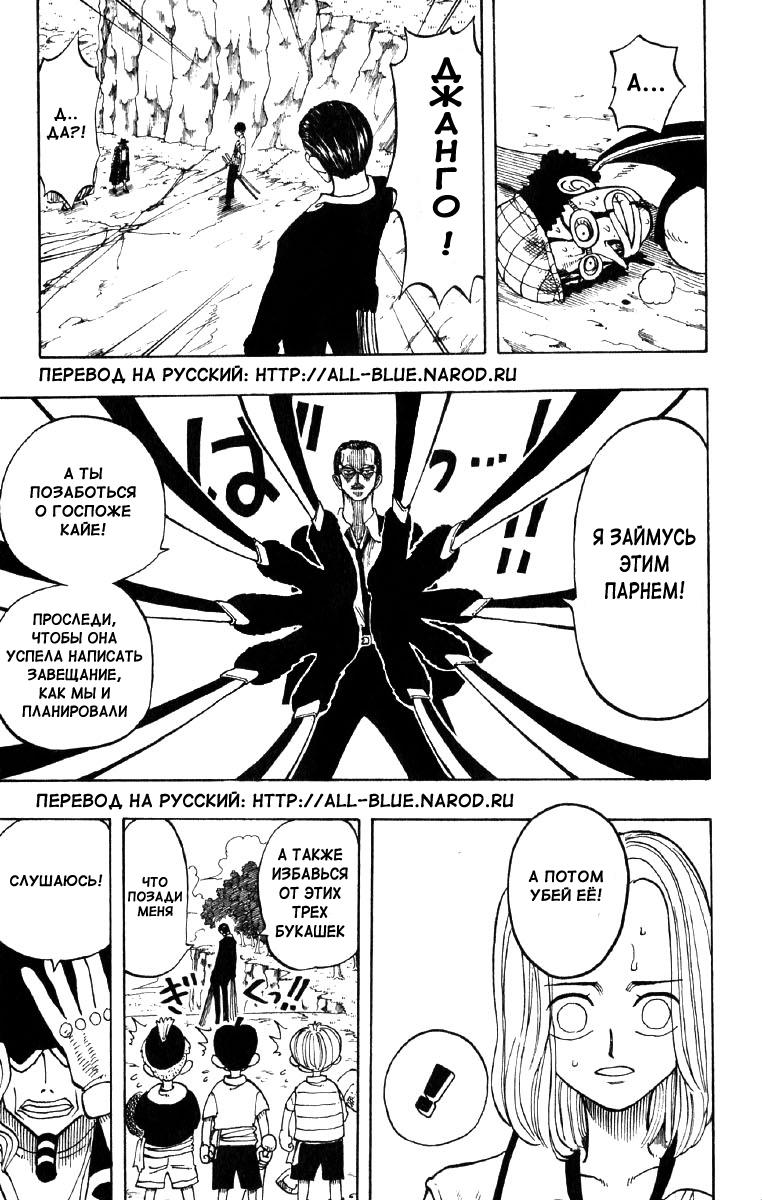 А...
ДЖАНГО!
Д..
ДА?!
ПЕРЕВОД НА РУССКИЙ: HTTP://ALL-BLUE.NAROD.RU
Я ЗАЙМУСЬ
ЭТИМ
ПАРНЕМ!
ば
っ
…!!
А ТЫ
ПОЗАБОТЬСЯ
О ГОСПОЖЕ
КАЙЕ!
ПРОСЛЕДИ,
ЧТОБЫ ОНА
УСПЕЛА НАПИСАТЬ
ЗАВЕЩАНИЕ,
КАК МЫ И
ПЛАНИРОВАЛИ
ПЕРЕВОД НА РУССКИЙ: HTTP://ALL-BLUE.NAROD.RU
А ПОТОМ
УБЕЙ ЕЁ!
!
А ТАКЖЕ
ИЗБАВЬСЯ
ОТ ЭТИХ
ТРЕХ
БУКАШЕК
ЧТО
ПОЗАДИ
МЕНЯ
ぎくっ!!
СЛУШАЮСЬ!